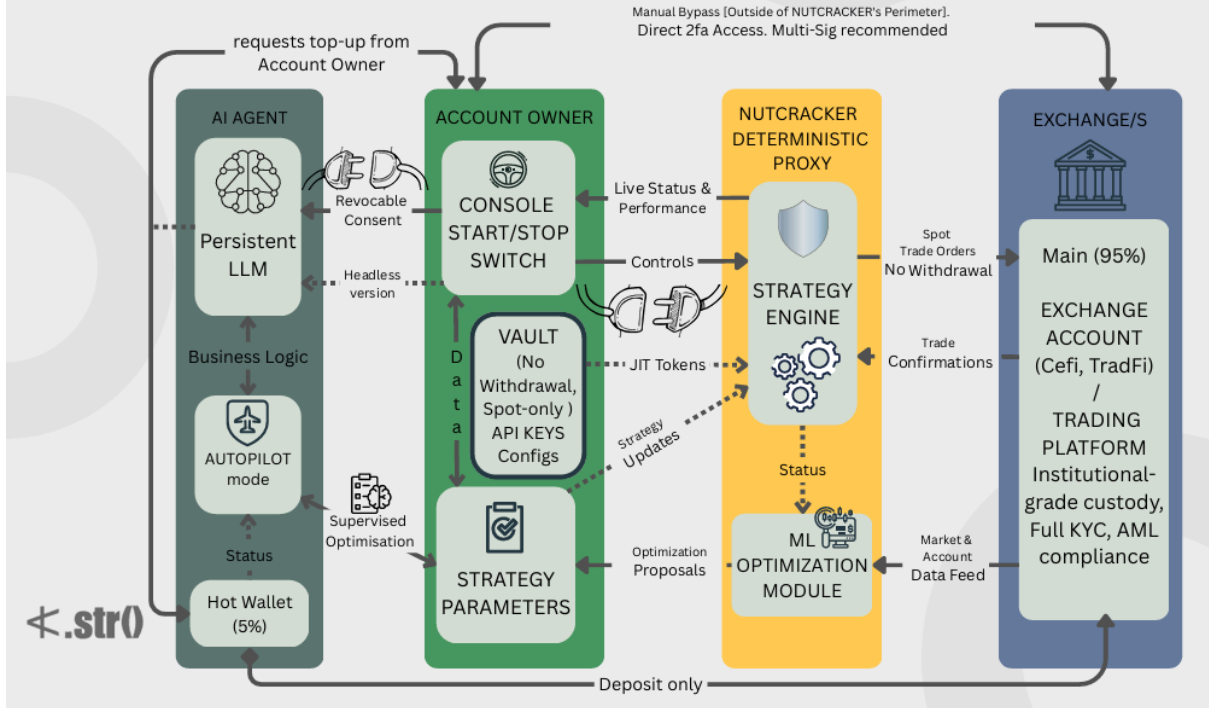 Manual Bypass [Outside of NUTCRACKER's Perimeter].
Direct 2fa Access. Multi-Sig recommended
requests top-up from
Account Owner
AI AGENT
Persistent
LLM
Business Logic
AUTOPILOT
mode
Status
Hot Wallet
(5%)
.str()
Revocable
Consent
Headless
version
Supervised
Optimisation
ACCOUNT OWNER
CONSOLE
START/STOP
SWITCH
Data
VAULT
(No
Withdrawal,
Spot-only )
API KEYS
Configs
STRATEGY
PARAMETERS
Live Status &
Performance
Controls
JIT Tokens
Strategy
Updates
Optimization
Proposals
NUTCRACKER
DETERMINISTIC
PROXY
STRATEGY
ENGINE
Status
ML
OPTIMIZATION
MODULE
Spot
Trade Orders
No Withdrawal
Trade
Confirmations
Market &
Account
Data Feed
EXCHANGE/S
$
Main (95%)
EXCHANGE
ACCOUNT
(Cefi, TradFi)
/
TRADING
PLATFORM
Institutional-
grade custody,
Full KYC, AML
compliance
Deposit only